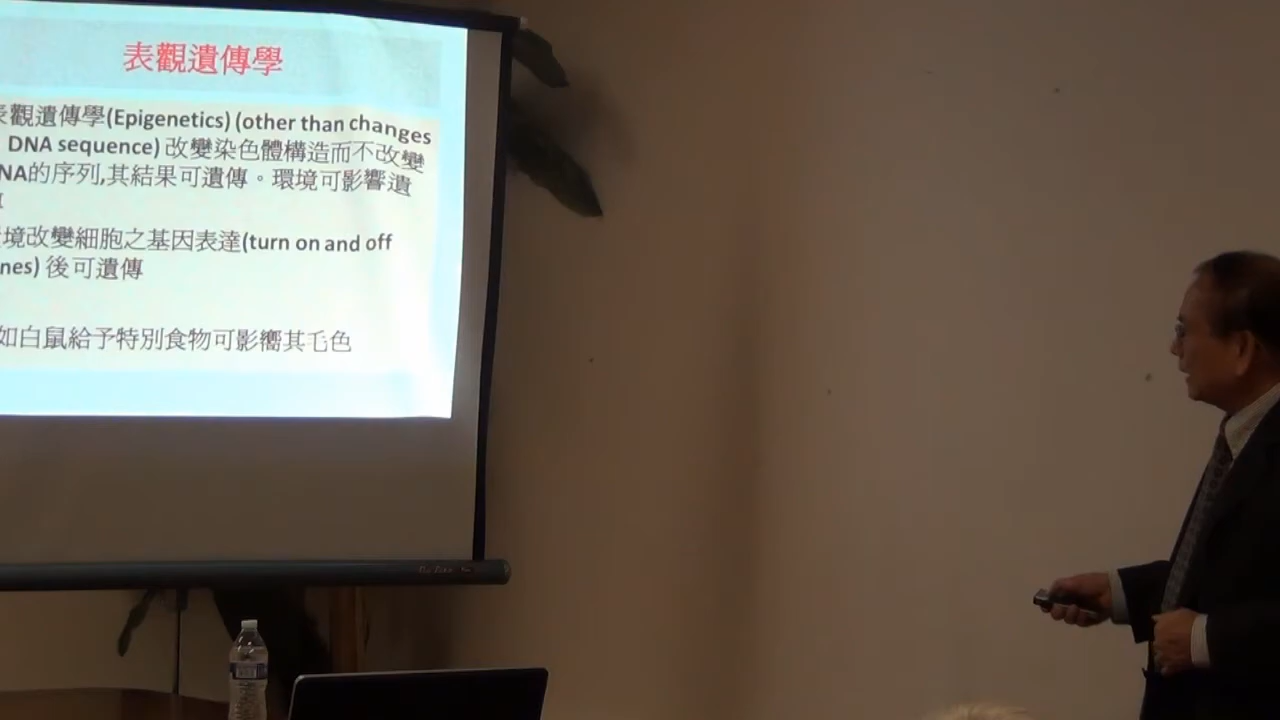 表觀遺傳學
表觀遺傳學(Epigenetics) (other than changes
DNA sequence) 改變染色體構造而不改變
NA的序列,其結果可遺傳。環境可影響遺
境改變細胞之基因表達(turn on and off
nes) 後可遺傳
如白鼠給予特別食物可影嚮其毛色